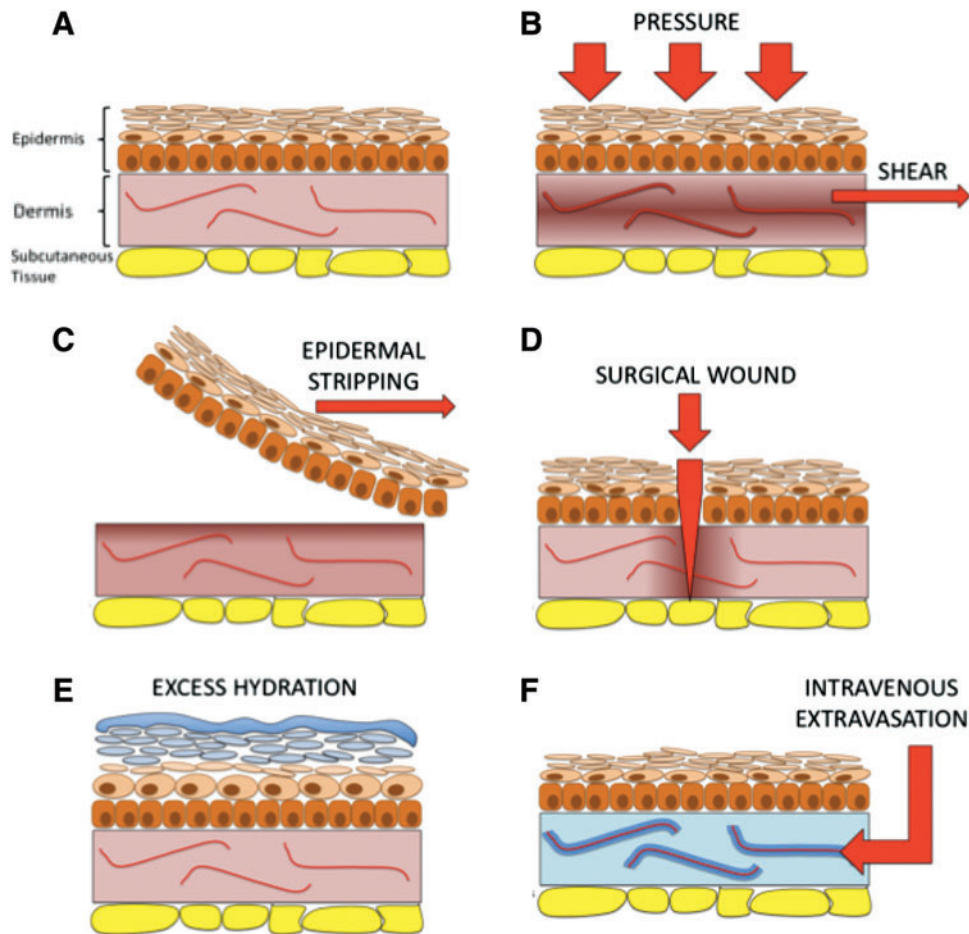 A
Epidermis
Dermis
Subcutaneous
Tissue
B
PRESSURE
SHEAR
C
EPIDERMAL
STRIPPING
D
SURGICAL WOUND
E
EXCESS HYDRATION
F
INTRAVENOUS
EXTRAVASATION